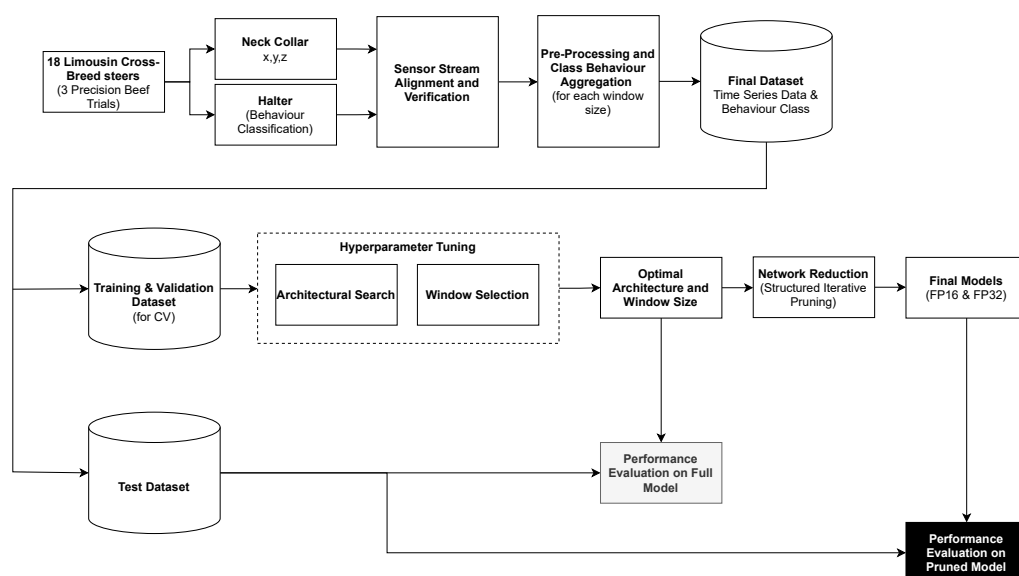 18 Limousin Cross-
Breed steers
(3 Precision Beef
Trials)
Neck Collar
x,y,z
Halter
(Behaviour
Classification)
Sensor Stream
Alignment and
Verification
Pre-Processing and
Class Behaviour
Aggregation
(for each window
size)
Final Dataset
Time Series Data &
Behaviour Class
Training & Validation
Dataset
(for CV)
Hyperparameter Tuning
Architectural Search
Window Selection
Optimal
Architecture and
Window Size
Network Reduction
(Structured Iterative
Pruning)
Final Models
(FP16 & FP32)
Test Dataset
Performance
Evaluation on Full
Model
Performance
Evaluation on
Pruned Model